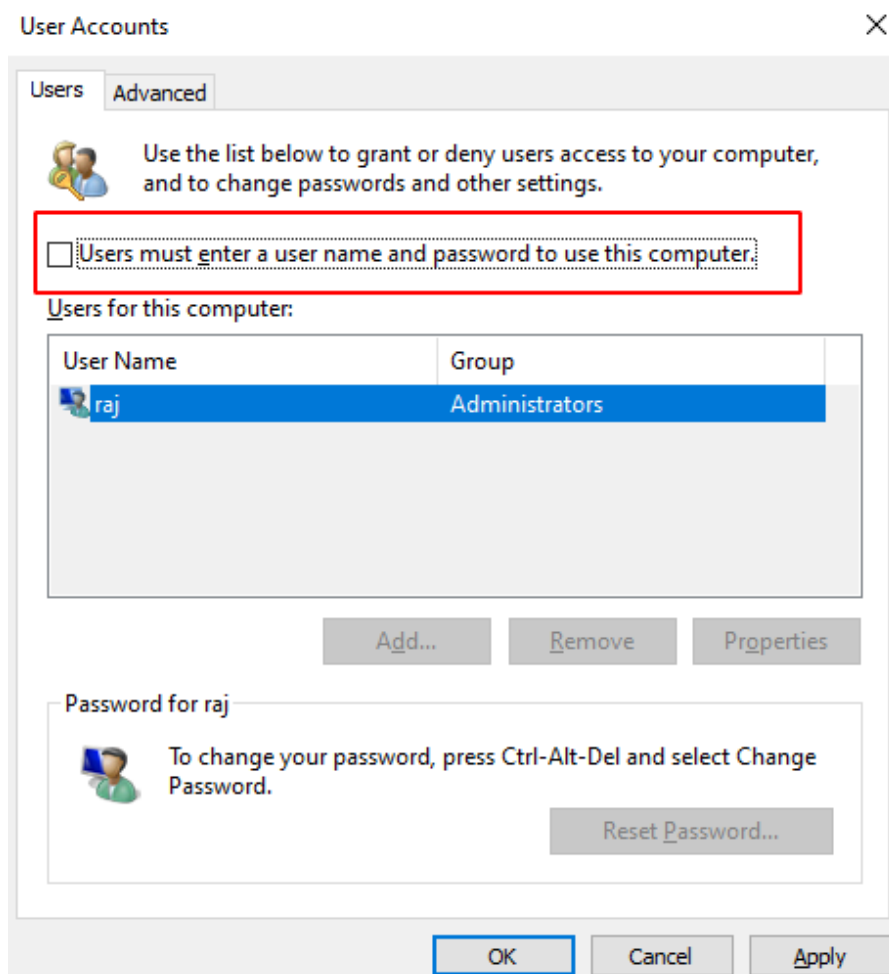 User Accounts
Users
Advanced
Use the list below to grant or deny users access to your computer,
and to change passwords and other settings.
Users must enter a user name and password to use this computer.
Users for this computer:
User Name Group
raj Administrators
Add... Remove Properties
Password for raj
To change your password, press Ctrl-Alt-Del and select Change
Password.
Reset Password...
OK Cancel Apply